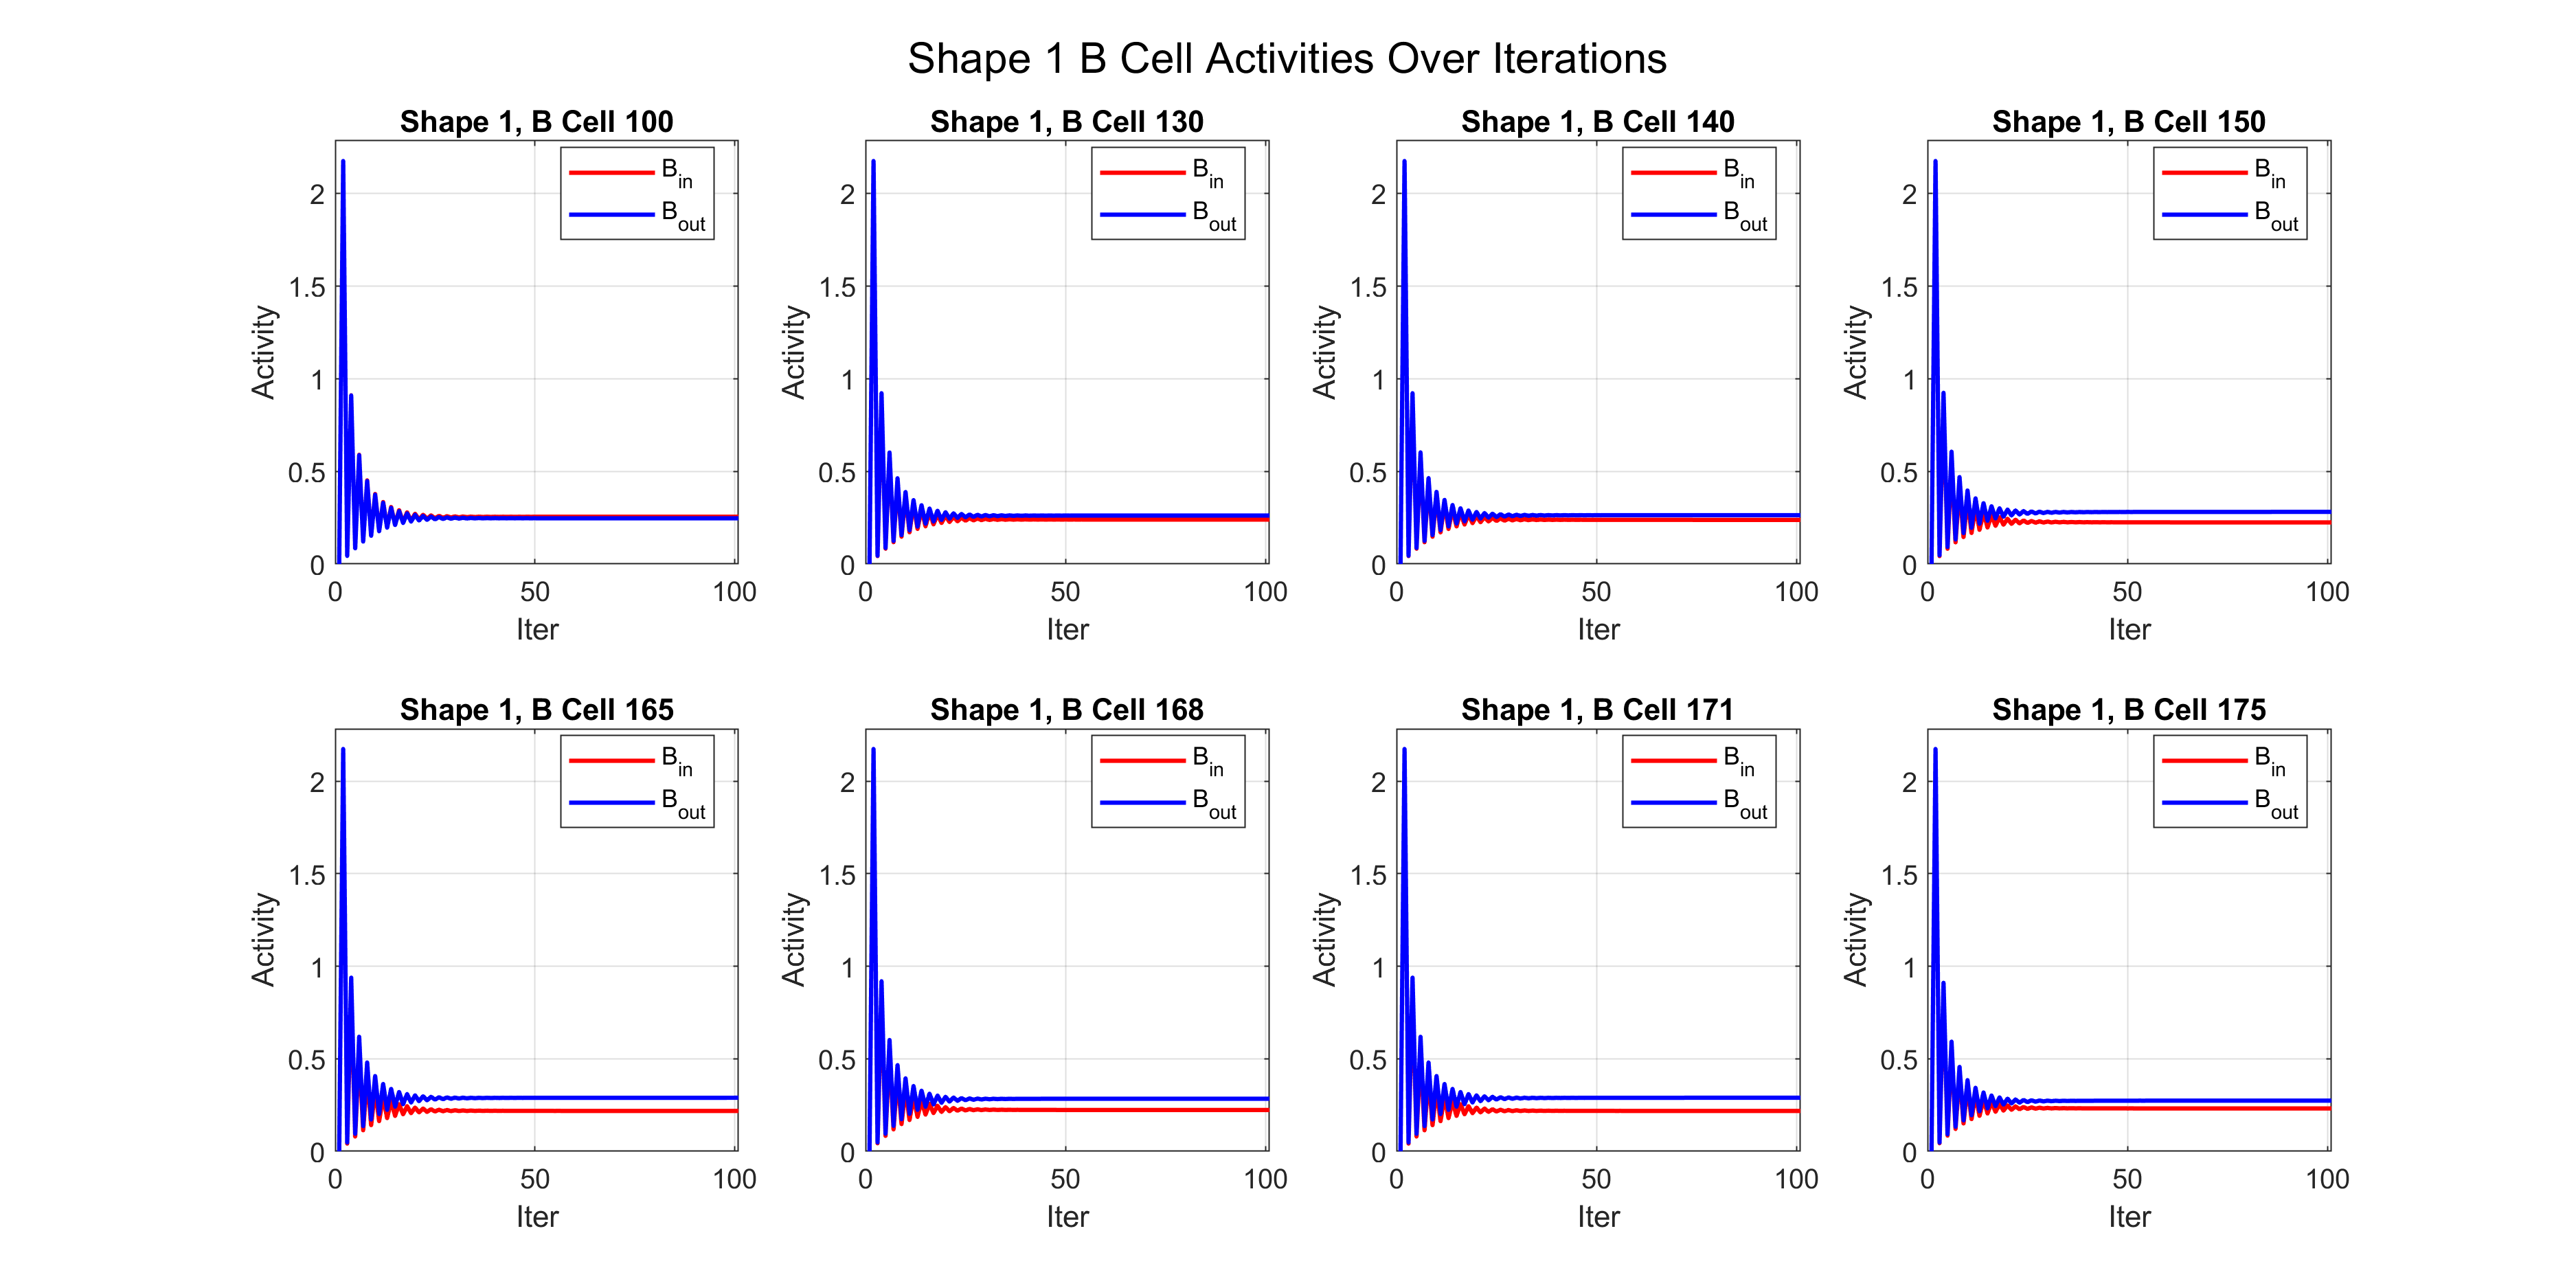 Shape 1 B Cell Activities Over Iterations
Shape 1, B Cell 100
Activity
2
1.5
1
0.5
0
0
50
100
Iter
B_in
B_out
Shape 1, B Cell 130
Activity
2
1.5
1
0.5
0
0
50
100
Iter
B_in
B_out
Shape 1, B Cell 140
Activity
2
1.5
1
0.5
0
0
50
100
Iter
B_in
B_out
Shape 1, B Cell 150
Activity
2
1.5
1
0.5
0
0
50
100
Iter
B_in
B_out
Shape 1, B Cell 165
Activity
2
1.5
1
0.5
0
0
50
100
Iter
B_in
B_out
Shape 1, B Cell 168
Activity
2
1.5
1
0.5
0
0
50
100
Iter
B_in
B_out
Shape 1, B Cell 171
Activity
2
1.5
1
0.5
0
0
50
100
Iter
B_in
B_out
Shape 1, B Cell 175
Activity
2
1.5
1
0.5
0
0
50
100
Iter
B_in
B_out